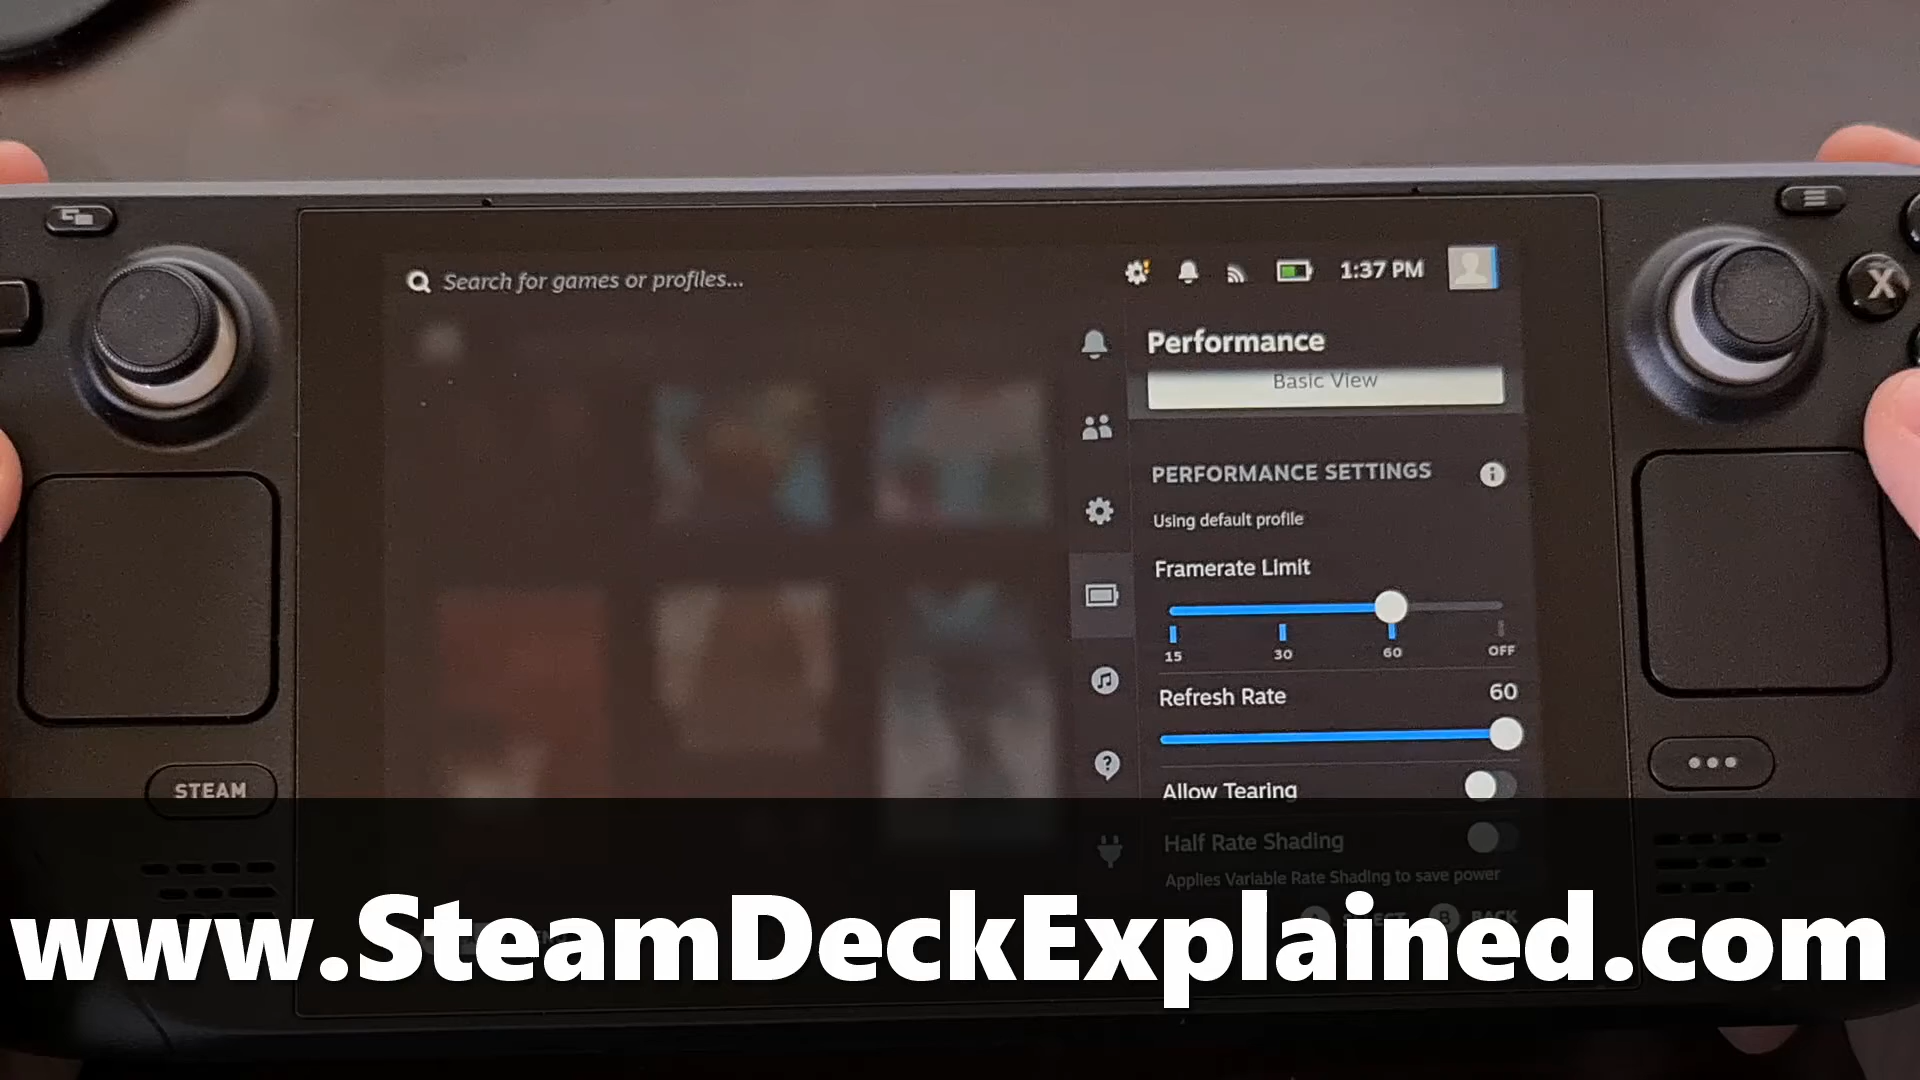 Search for games or profiles...
1:37 PM
Performance
Basic View
PERFORMANCE SETTINGS
Using default profile
Framerate Limit
15 30 60 OFF
Refresh Rate 60
Allow Tearing
Half Rate Shading
Applies Variable Rate Shading to save power
BACK
X
STEAM
www.SteamDeckExplained.com